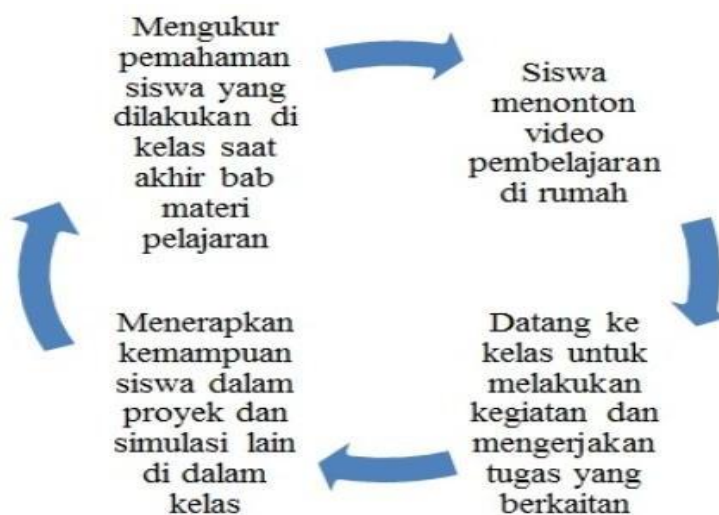 Mengukur
pemahaman
siswa yang
dilakukan di
kelas saat
akhir bab
materi
pelajaran
Siswa
menonton
video
pembelajaran
di rumah
Datang ke
kelas untuk
melakukan
kegiatan dan
mengerjakan
tugas yang
berkaitan
Menerapkan
kemampuan
siswa dalam
proyek dan
simulasi lain
di dalam
kelas